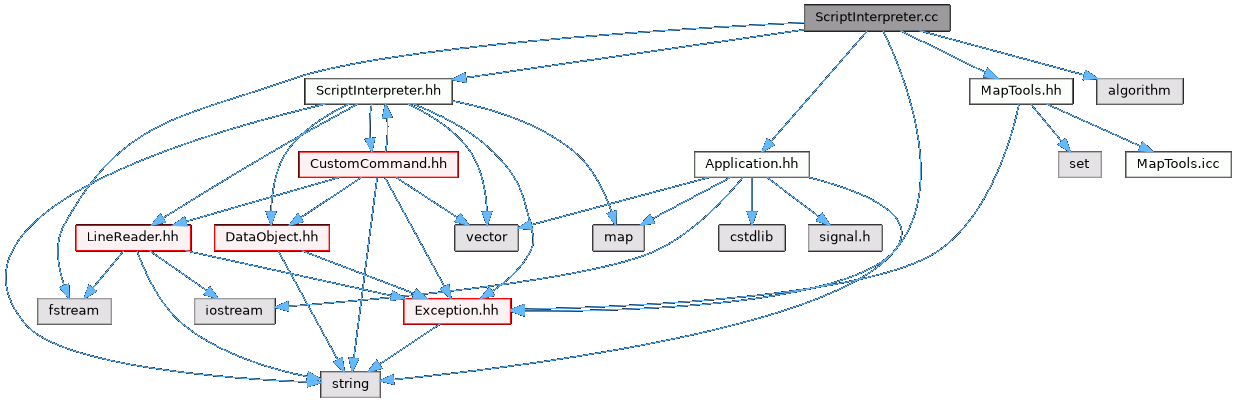 ScriptInterpreter.cc
ScriptInterpreter.hh
MapTools.hh
algorithm
CustomCommand.hh
Application.hh
set
MapTools.icc
LineReader.hh
DataObject.hh
vector
map
cstdlib
signal.h
fstream
iostream
Exception.hh
string